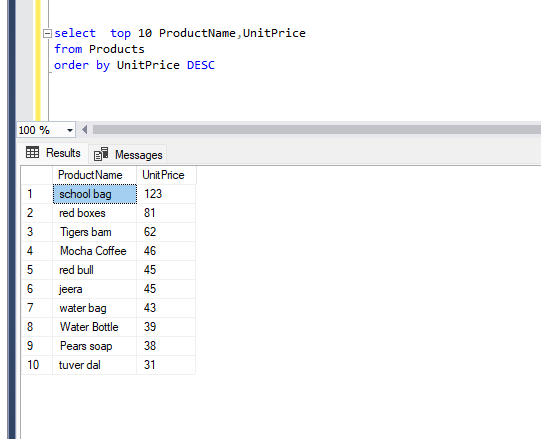 select  top 10 ProductName,UnitPrice
from Products
order by UnitPrice DESC
100 %
Results Messages
ProductName UnitPrice
1 school bag 123
2 red boxes 81
3 Tigers bam 62
4 Mocha Coffee 46
5 red bull 45
6 jeera 45
7 water bag 43
8 Water Bottle 39
9 Pears soap 38
10 tuver dal 31